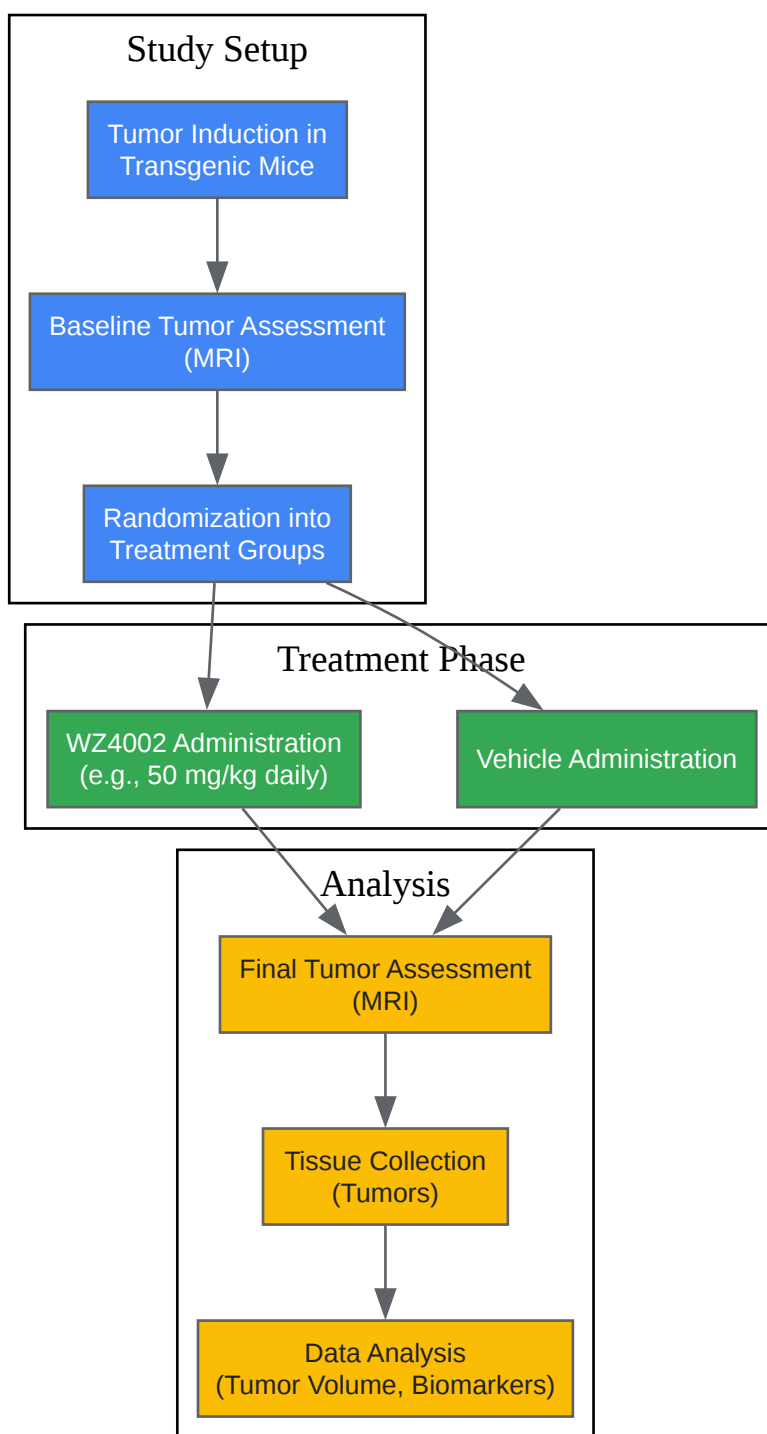 Study Setup
Tumor Induction in
Transgenic Mice
Baseline Tumor Assessment
(MRI)
Randomization into
Treatment Groups
Treatment Phase
WZ4002 Administration
(e.g., 50 mg/kg daily)
Vehicle Administration
Analysis
Final Tumor Assessment
(MRI)
Tissue Collection
(Tumors)
Data Analysis
(Tumor Volume, Biomarkers)